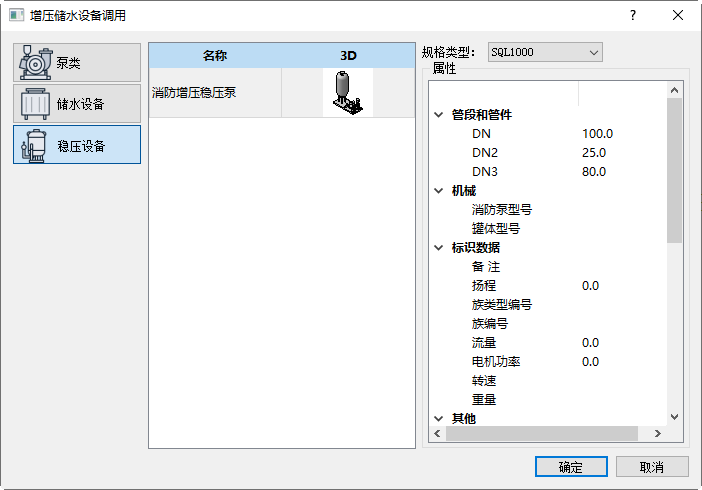 增压储水设备调用
?
泵类
储水设备
稳压设备
名称 3D
消防增压稳压泵
规格类型: SQL1000
属性
管段和管件
DN 100.0
DN2 25.0
DN3 80.0
机械
消防泵型号
罐体型号
标识数据
备 注
扬程 0.0
族类型编号
族编号
流量 0.0
电机功率 0.0
转速
重量
其他
确定 取消